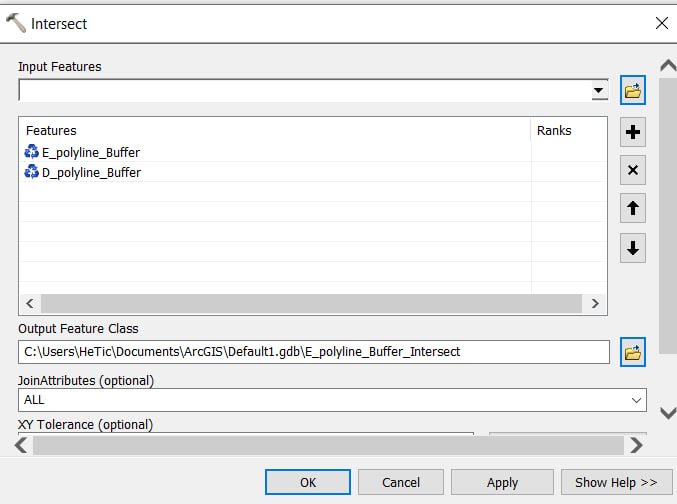 Intersect
Input Features
Features Ranks
E_polyline_Buffer
D_polyline_Buffer
Output Feature Class
C:\Users\HeTic\Documents\ArcGIS\Default1.gdb\E_polyline_Buffer_Intersect
JoinAttributes (optional)
ALL
XY Tolerance (optional)
OK Cancel Apply Show Help >>